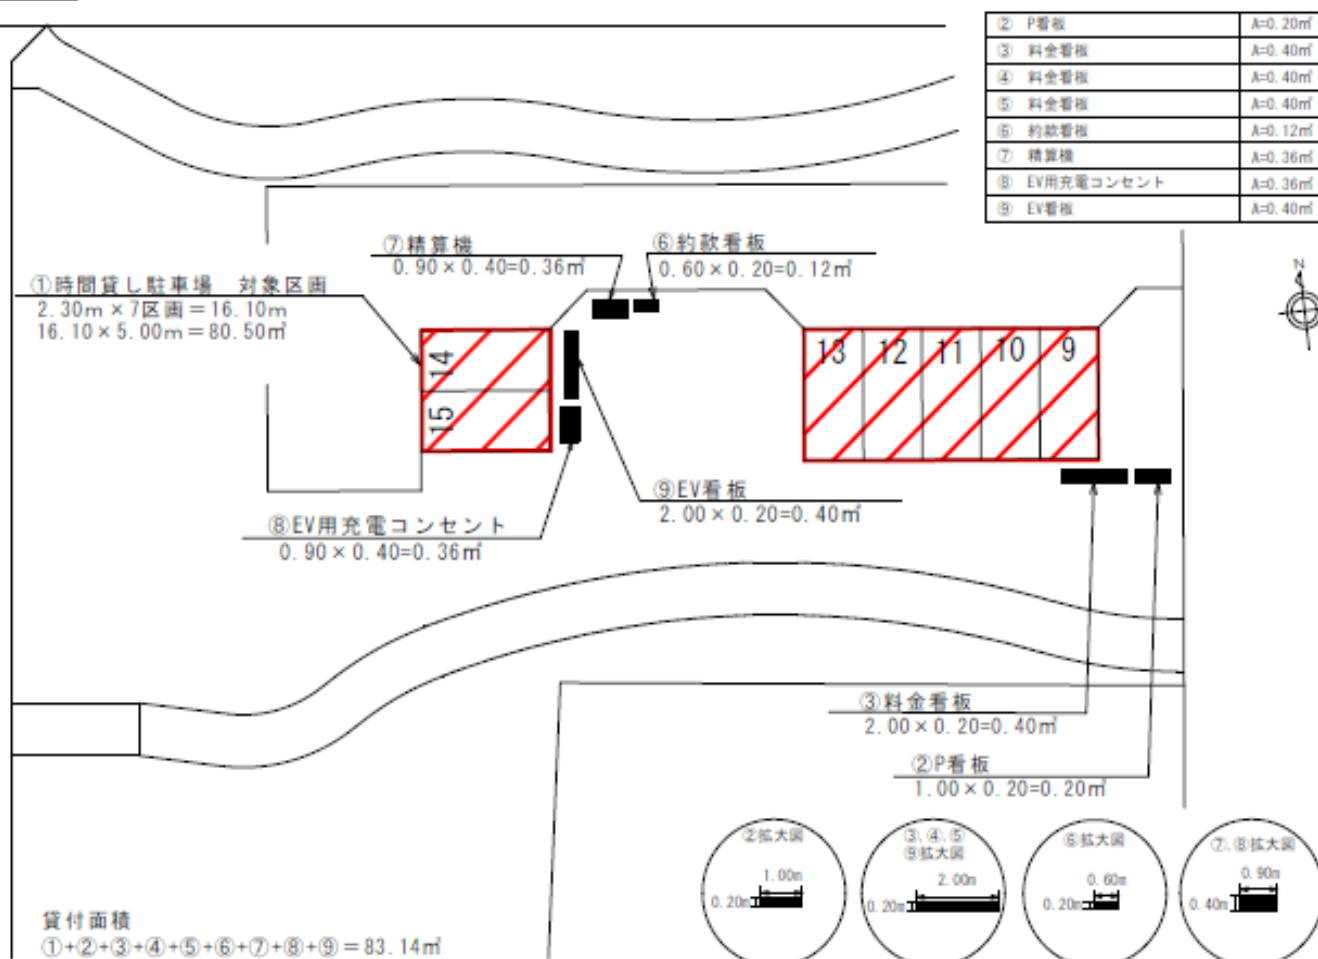 ② P看板 A=0.20㎡
③ 料金看板 A=0.40㎡
④ 料金看板 A=0.40㎡
⑤ 料金看板 A=0.40㎡
⑥ 約款看板 A=0.12㎡
⑦ 精算機 A=0.36㎡
⑧ EV用充電コンセント A=0.36㎡
⑨ EV看板 A=0.40㎡
⑦精算機
0.90×0.40=0.36㎡
⑥約款看板
0.60×0.20=0.12㎡
N
①時間貸し駐車場 対象区画
2.30m×7区画=16.10m
16.10×5.00m=80.50㎡
14
15
13 12 11 10 9
⑨EV看板
2.00×0.20=0.40㎡
⑧EV用充電コンセント
0.90×0.40=0.36㎡
③料金看板
2.00×0.20=0.40㎡
②P看板
1.00×0.20=0.20㎡
②拡大図
1.00m
0.20m
③,④,⑤
⑨拡大図
2.00m
0.20m
⑥拡大図
0.60m
0.20m
⑦,⑧拡大図
0.90m
0.40m
貸付面積
①+②+③+④+⑤+⑥+⑦+⑧+⑨=83.14㎡